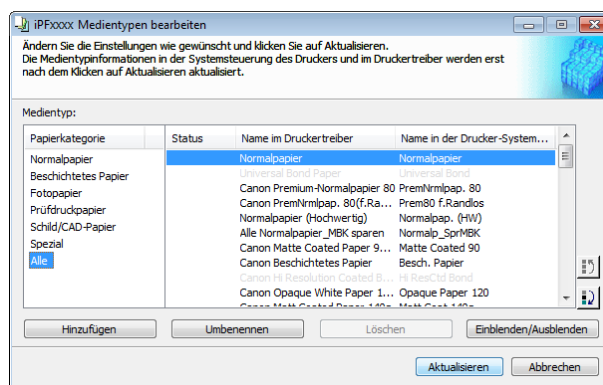 iPFxxxx Medientypen bearbeiten
Ändern Sie die Einstellungen wie gewünscht und klicken Sie auf Aktualisieren.
Die Medientypinformationen in der Systemsteuerung des Druckers und im Druckertreiber werden erst
nach dem Klicken auf Aktualisieren aktualisiert.
Medientyp:
Papierkategorie Status Name im Druckertreiber Name in der Drucker-System...
Normalpapier Normalpapier Normalpapier
Beschichtetes Papier Universal Bond Paper Universal Bond
Fotopapier Canon Premium-Normalpapier 80 PremNrmlpap. 80
Prüfdruckpapier Canon PremNrmlpap. 80(f.Ra... Prem80 f.Randlos
Schild/CAD-Papier Normalpapier (Hochwertig) Normalpap. (HW)
Spezial Alle Normalpapier_MBK sparen Normalp_SprMBK
Alle Canon Matte Coated Paper 9... Matte Coated 90
Canon Beschichtetes Papier Besch. Papier
Canon Hi Resolution Coated B... Hi ResCtd Bond
Canon Opaque White Paper 1... Opaque Paper 120
Hinzufügen Umbenennen Löschen Einblenden/Ausblenden
Aktualisieren Abbrechen